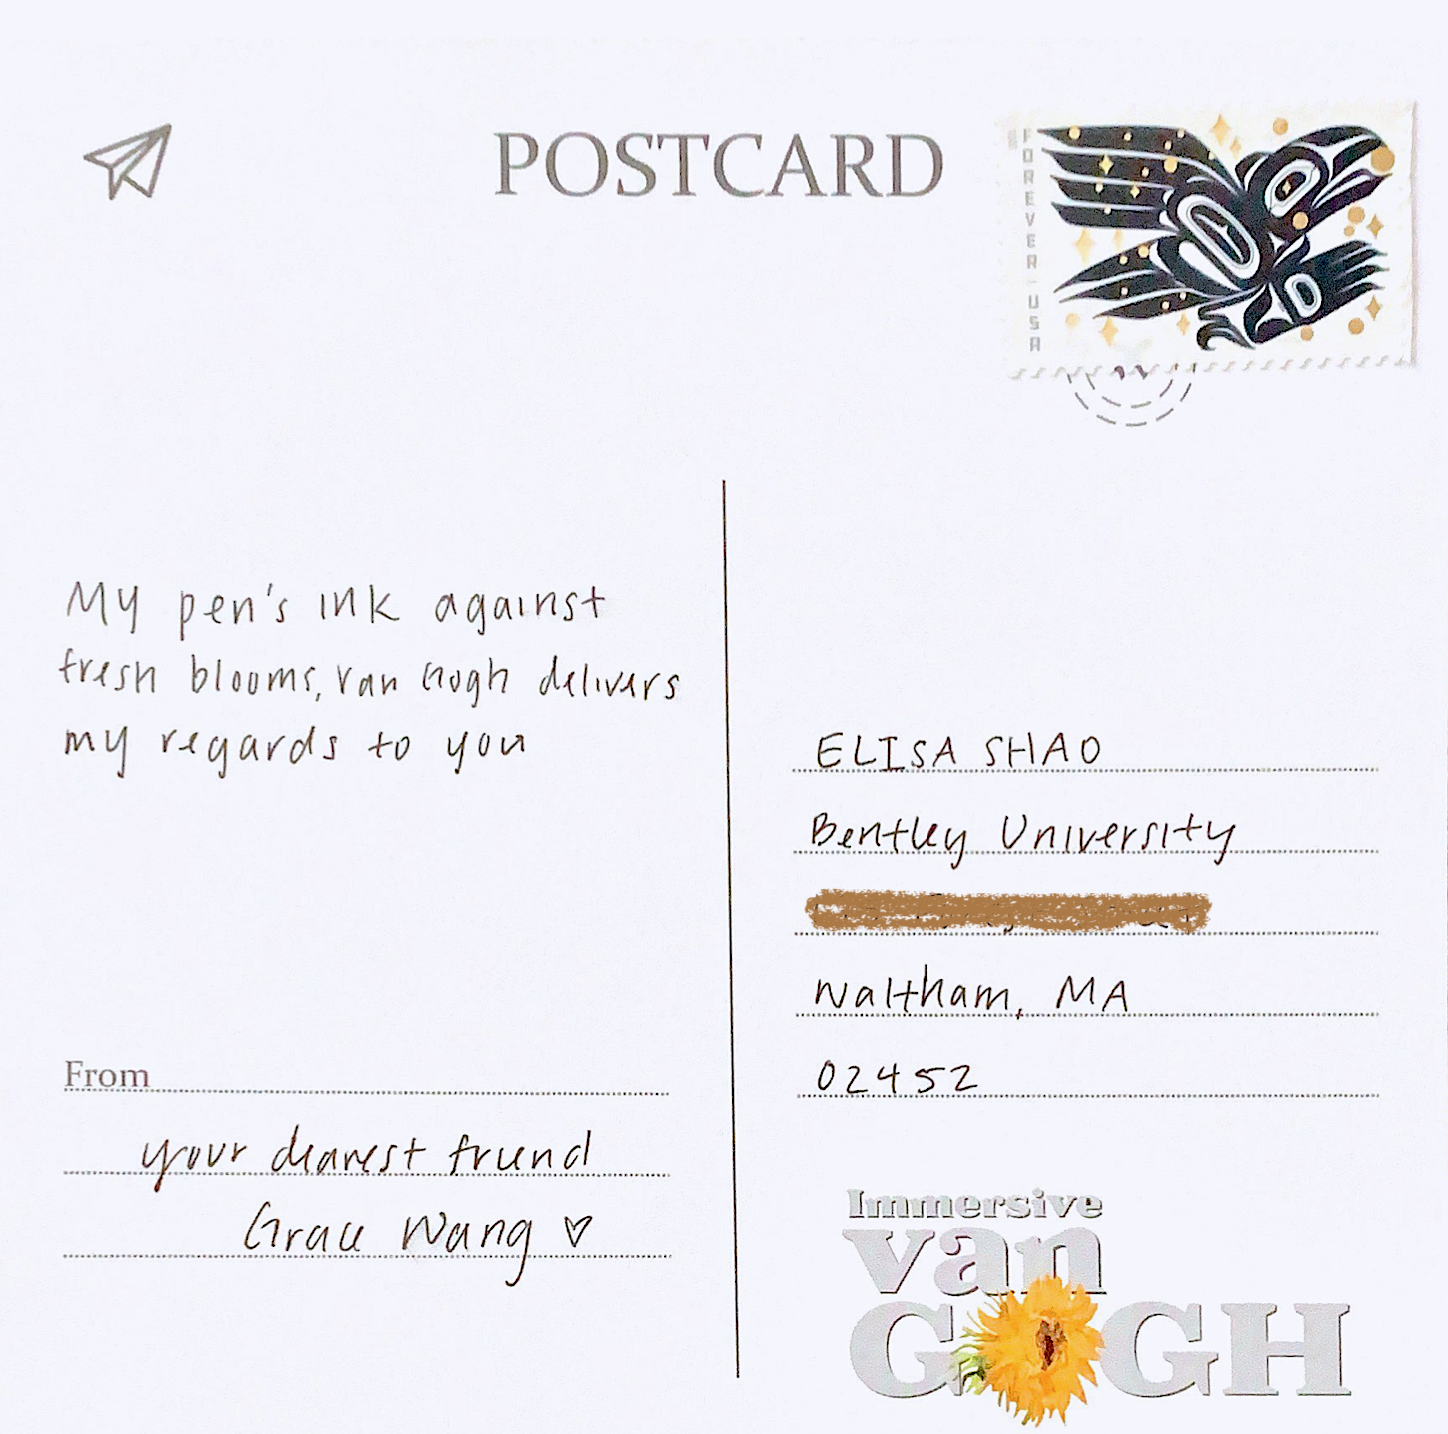 POSTCARD
FOREVER-USA
My pen's ink against
fresh blooms, Van Gogh delivers
my regards to you
From
your dearest friend
Grace Wang ♡
ELISA SHAO
Bentley University
Waltham, MA
02452
Immersive
van
GOGH